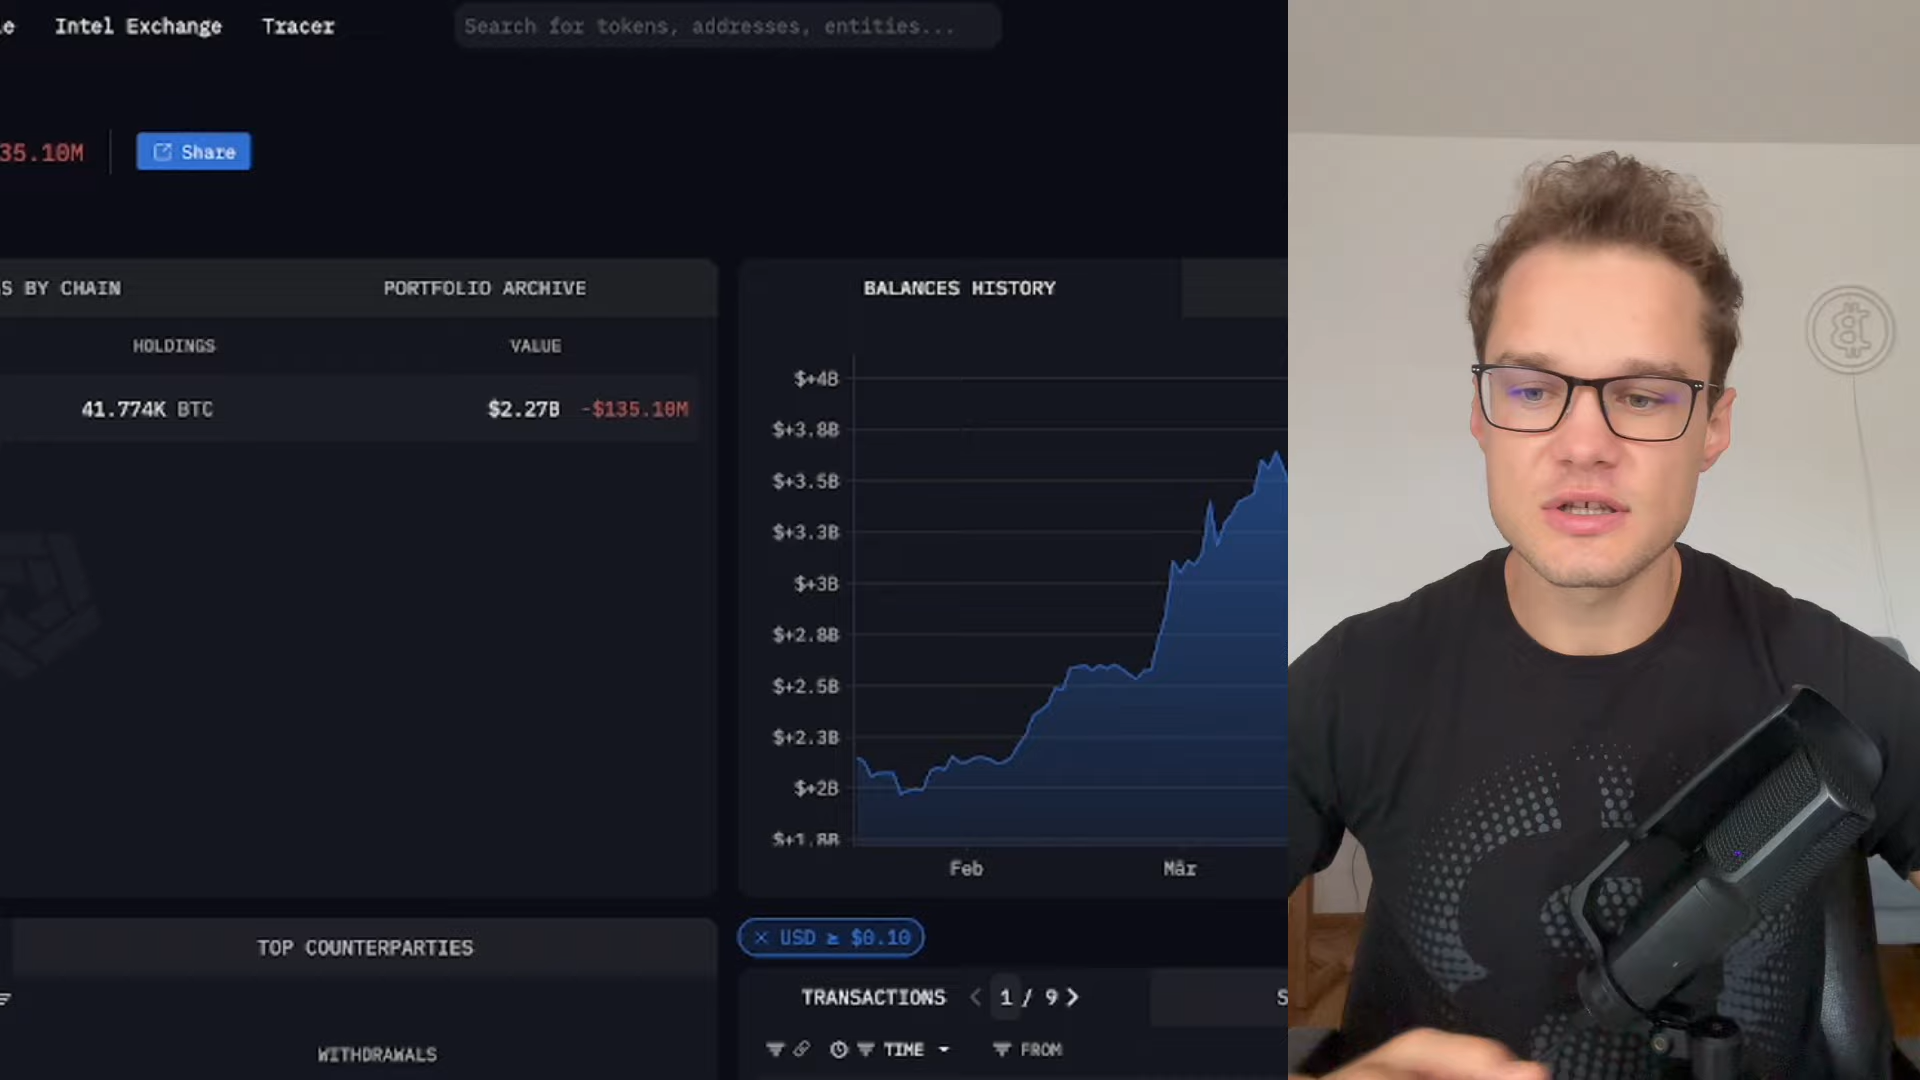 Intel Exchange Tracer Search for tokens, addresses, entities...
35.10M Share
S BY CHAIN PORTFOLIO ARCHIVE BALANCES HISTORY
HOLDINGS VALUE
41.774K BTC $2.27B -$135.10M
$+4B
$+3.8B
$+3.5B
$+3.3B
$+3B
$+2.8B
$+2.5B
$+2.3B
$+2B
$+1.8B
Feb Mär
TOP COUNTERPARTIES
× USD ≥ $0.10
TRANSACTIONS < 1 / 9 > S
WITHDRAWALS
TIME FROM